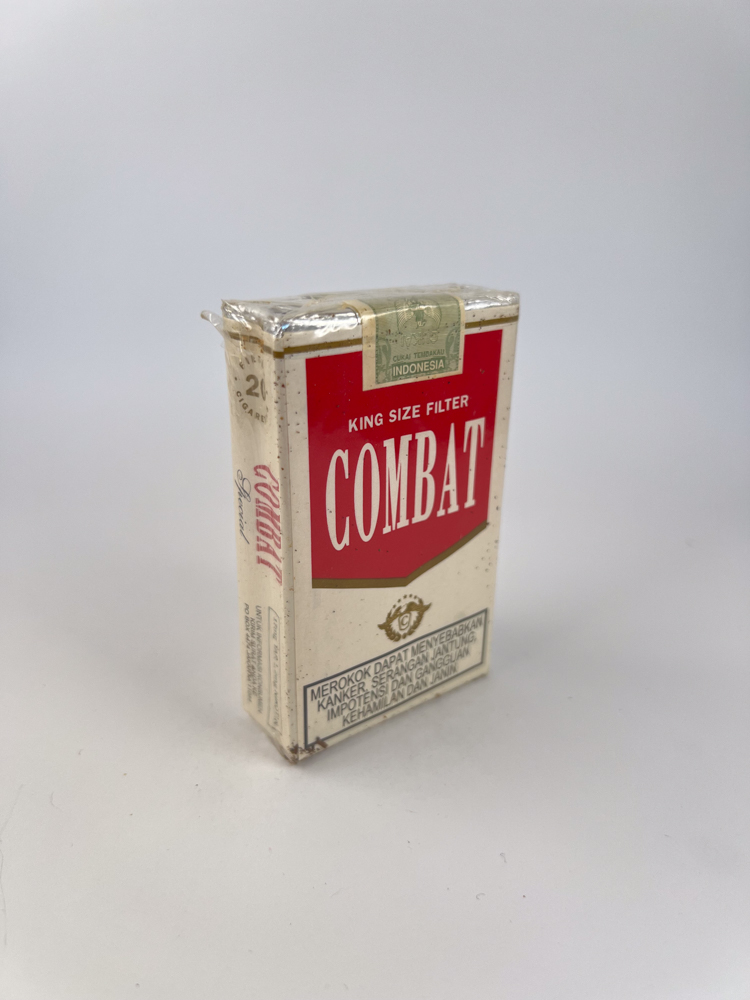 CUKAI TEMBAKAU
INDONESIA
KING SIZE FILTER
COMBAT
C
MEROKOK DAPAT MENYEBABKAN
KANKER, SERANGAN JANTUNG,
IMPOTENSI DAN GANGGUAN
KEHAMILAN DAN JANIN.
20
COMBAT
Special